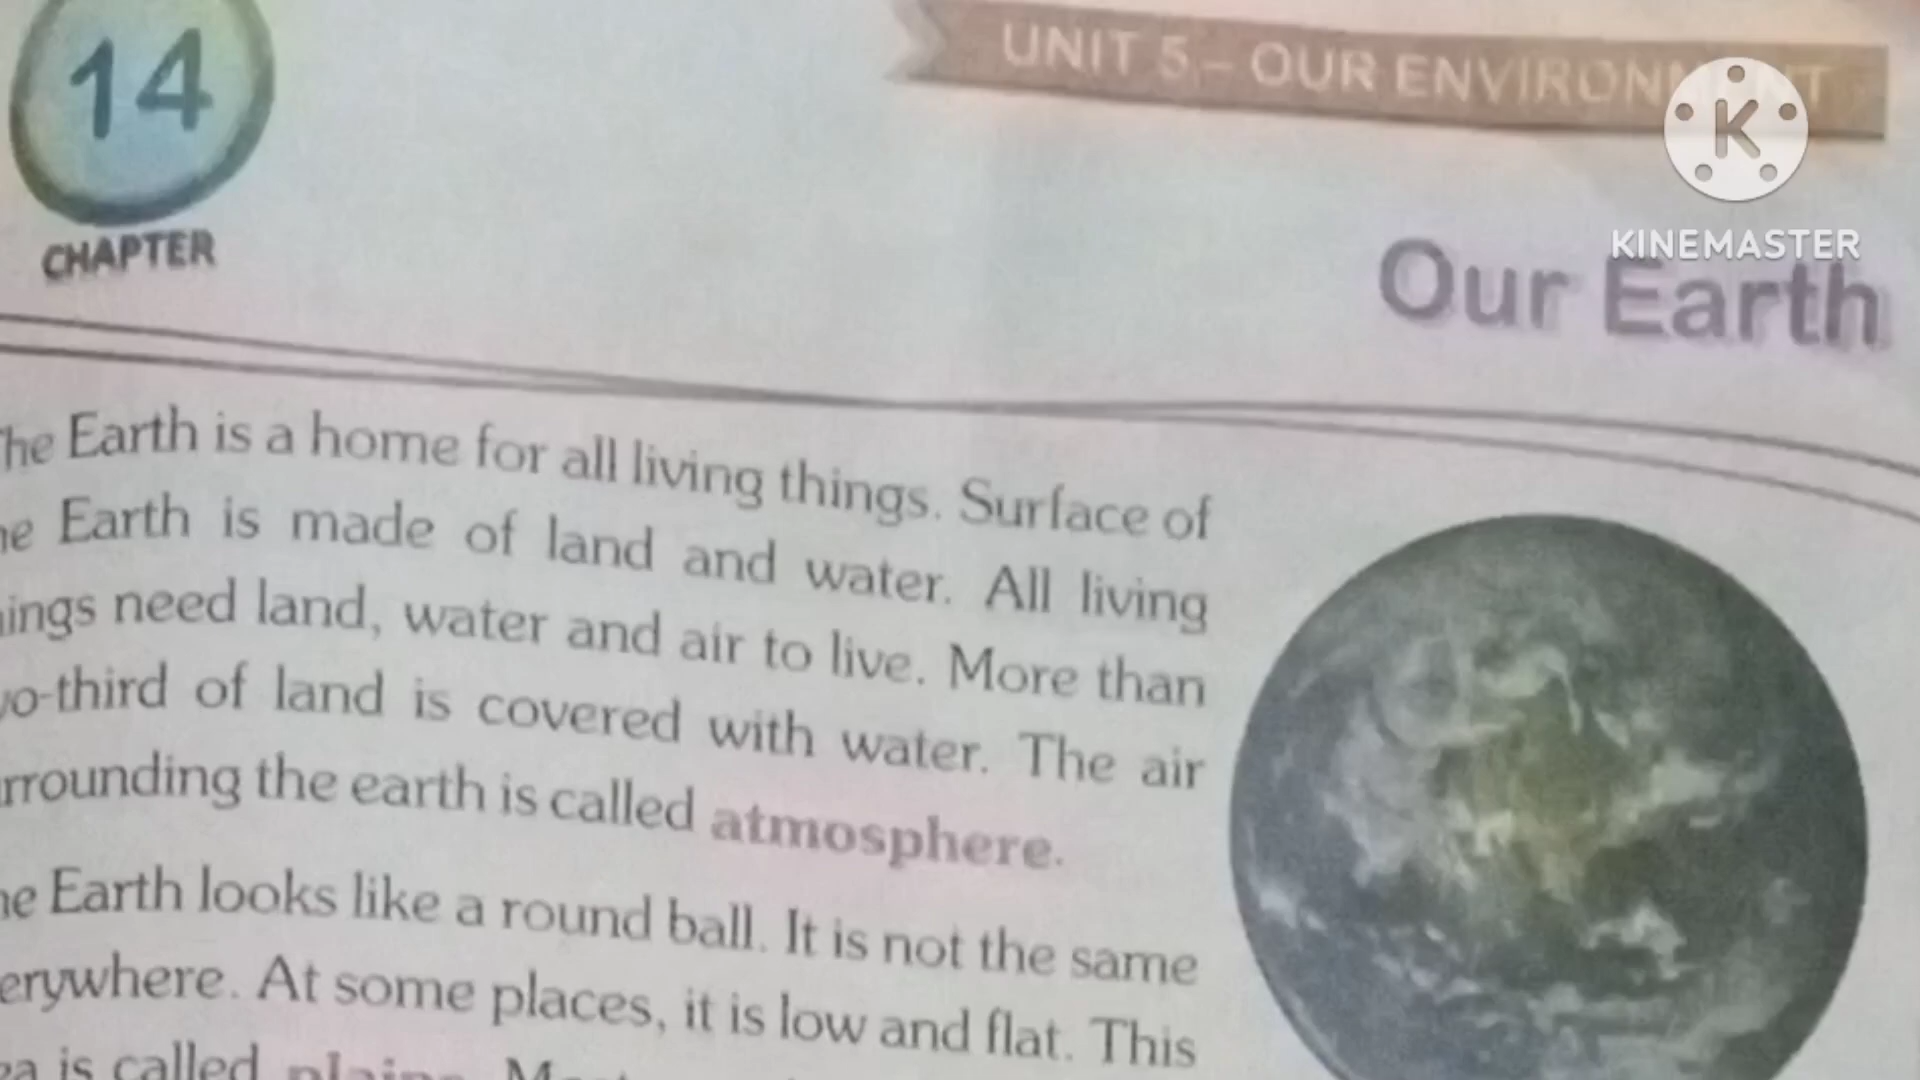 14
CHAPTER
UNIT 5 - OUR ENVIRONMENT
K
KINEMASTER
Our Earth
he Earth is a home for all living things. Surface of
he Earth is made of land and water. All living
ings need land, water and air to live. More than
vo-third of land is covered with water. The air
rrounding the earth is called atmosphere.
he Earth looks like a round ball. It is not the same
erywhere. At some places, it is low and flat. This
ea is called plains.